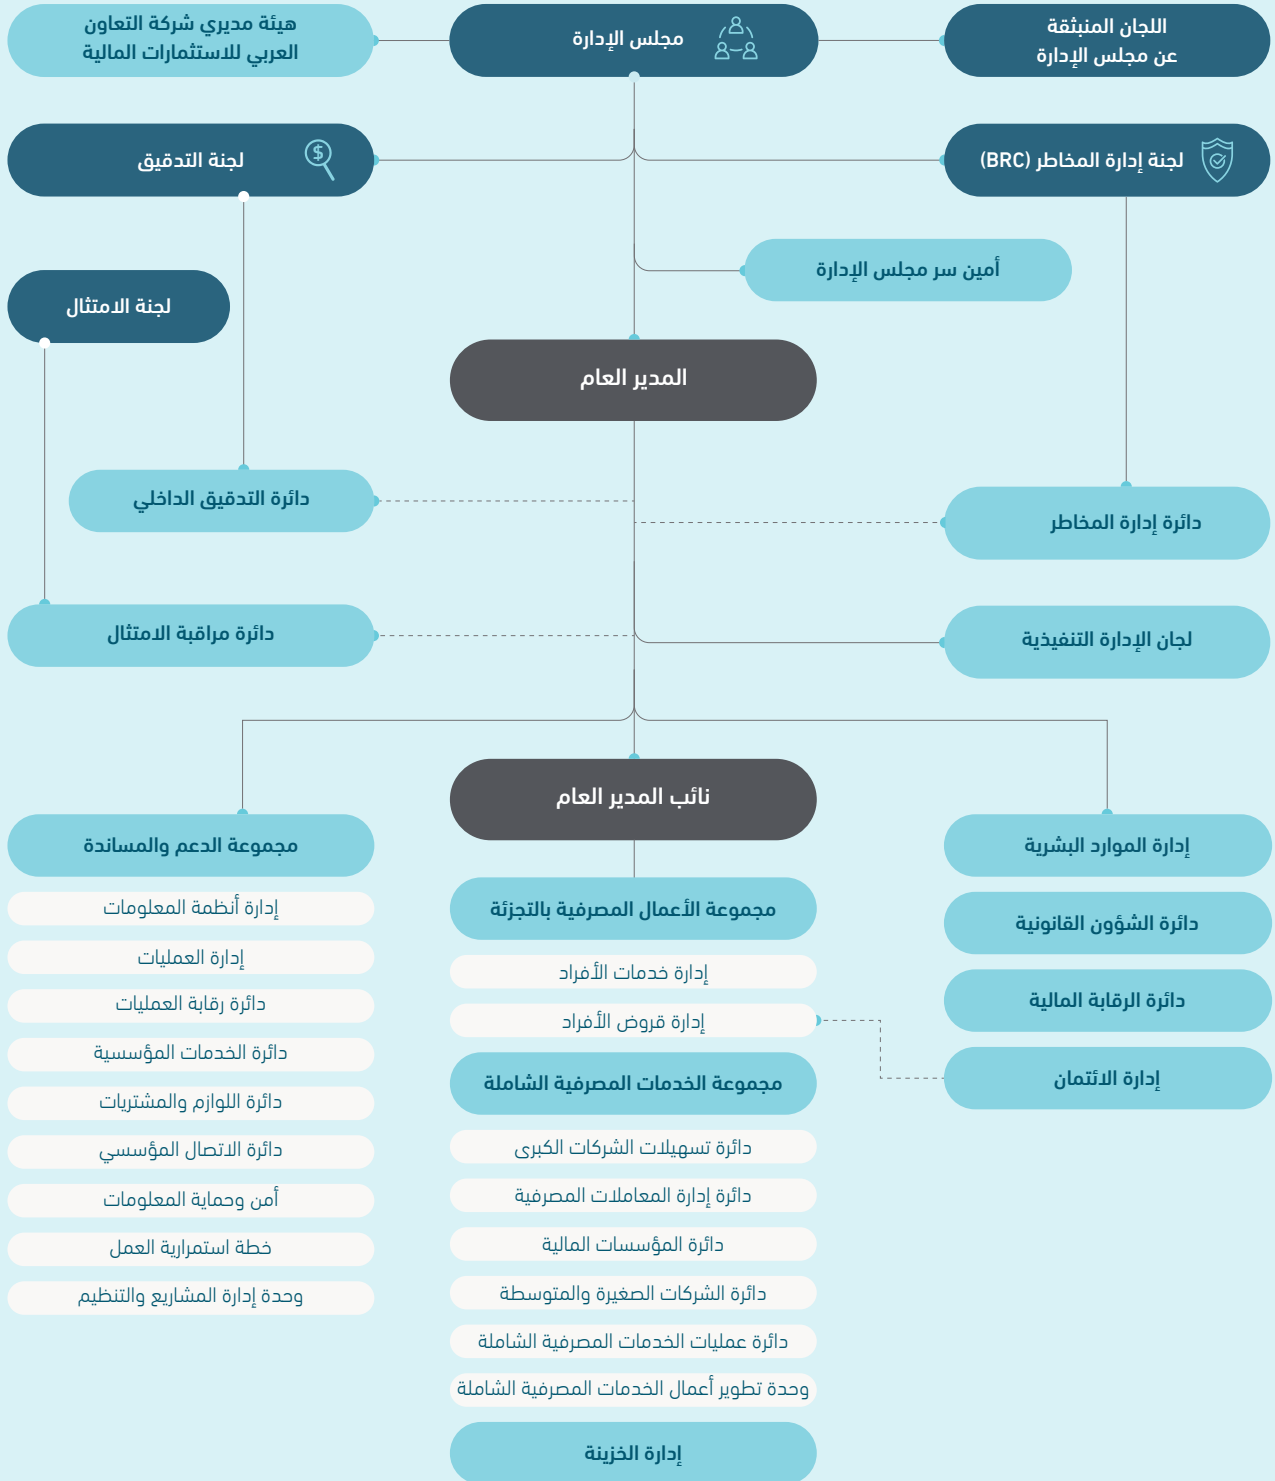 اللجان المنبثقة
عن مجلس الإدارة
مجلس الإدارة
هيئة مديري شركة التعاون
العربي للاستثمارات المالية
لجنة إدارة المخاطر (BRC)
$
لجنة التدقيق
أمين سر مجلس الإدارة
لجنة الامتثال
المدير العام
دائرة التدقيق الداخلي
دائرة إدارة المخاطر
دائرة مراقبة الامتثال
لجان الإدارة التنفيذية
نائب المدير العام
إدارة الموارد البشرية
دائرة الشؤون القانونية
دائرة الرقابة المالية
إدارة الائتمان
مجموعة الأعمال المصرفية بالتجزئة
إدارة خدمات الأفراد
إدارة قروض الأفراد
مجموعة الخدمات المصرفية الشاملة
دائرة تسهيلات الشركات الكبرى
دائرة إدارة المعاملات المصرفية
دائرة المؤسسات المالية
دائرة الشركات الصغيرة والمتوسطة
دائرة عمليات الخدمات المصرفية الشاملة
وحدة تطوير أعمال الخدمات المصرفية الشاملة
إدارة الخزينة
مجموعة الدعم والمساندة
إدارة أنظمة المعلومات
إدارة العمليات
دائرة رقابة العمليات
دائرة الخدمات المؤسسية
دائرة اللوازم والمشتريات
دائرة الاتصال المؤسسي
أمن وحماية المعلومات
خطة استمرارية العمل
وحدة إدارة المشاريع والتنظيم